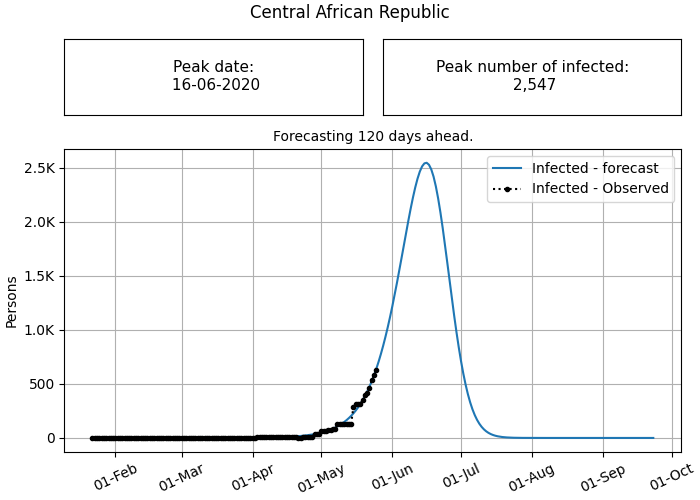 Central African Republic
Peak date:
16-06-2020
Peak number of infected:
2,547
Forecasting 120 days ahead.
Infected - forecast
Infected - Observed
2.5K
2.0K
1.5K
1.0K
500
0
Persons
01-Feb
01-Mar
01-Apr
01-May
01-Jun
01-Jul
01-Aug
01-Sep
01-Oct